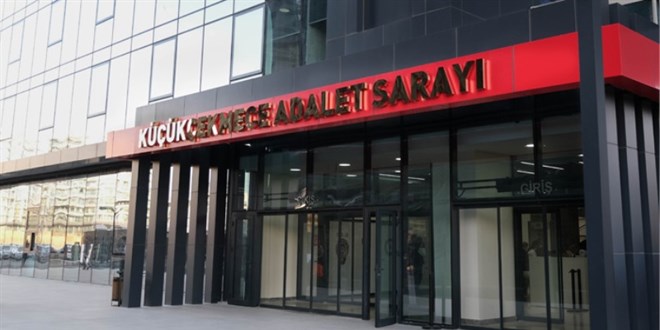 KÜÇÜKÇEKMECE ADALET SARAYI
GİRİŞ